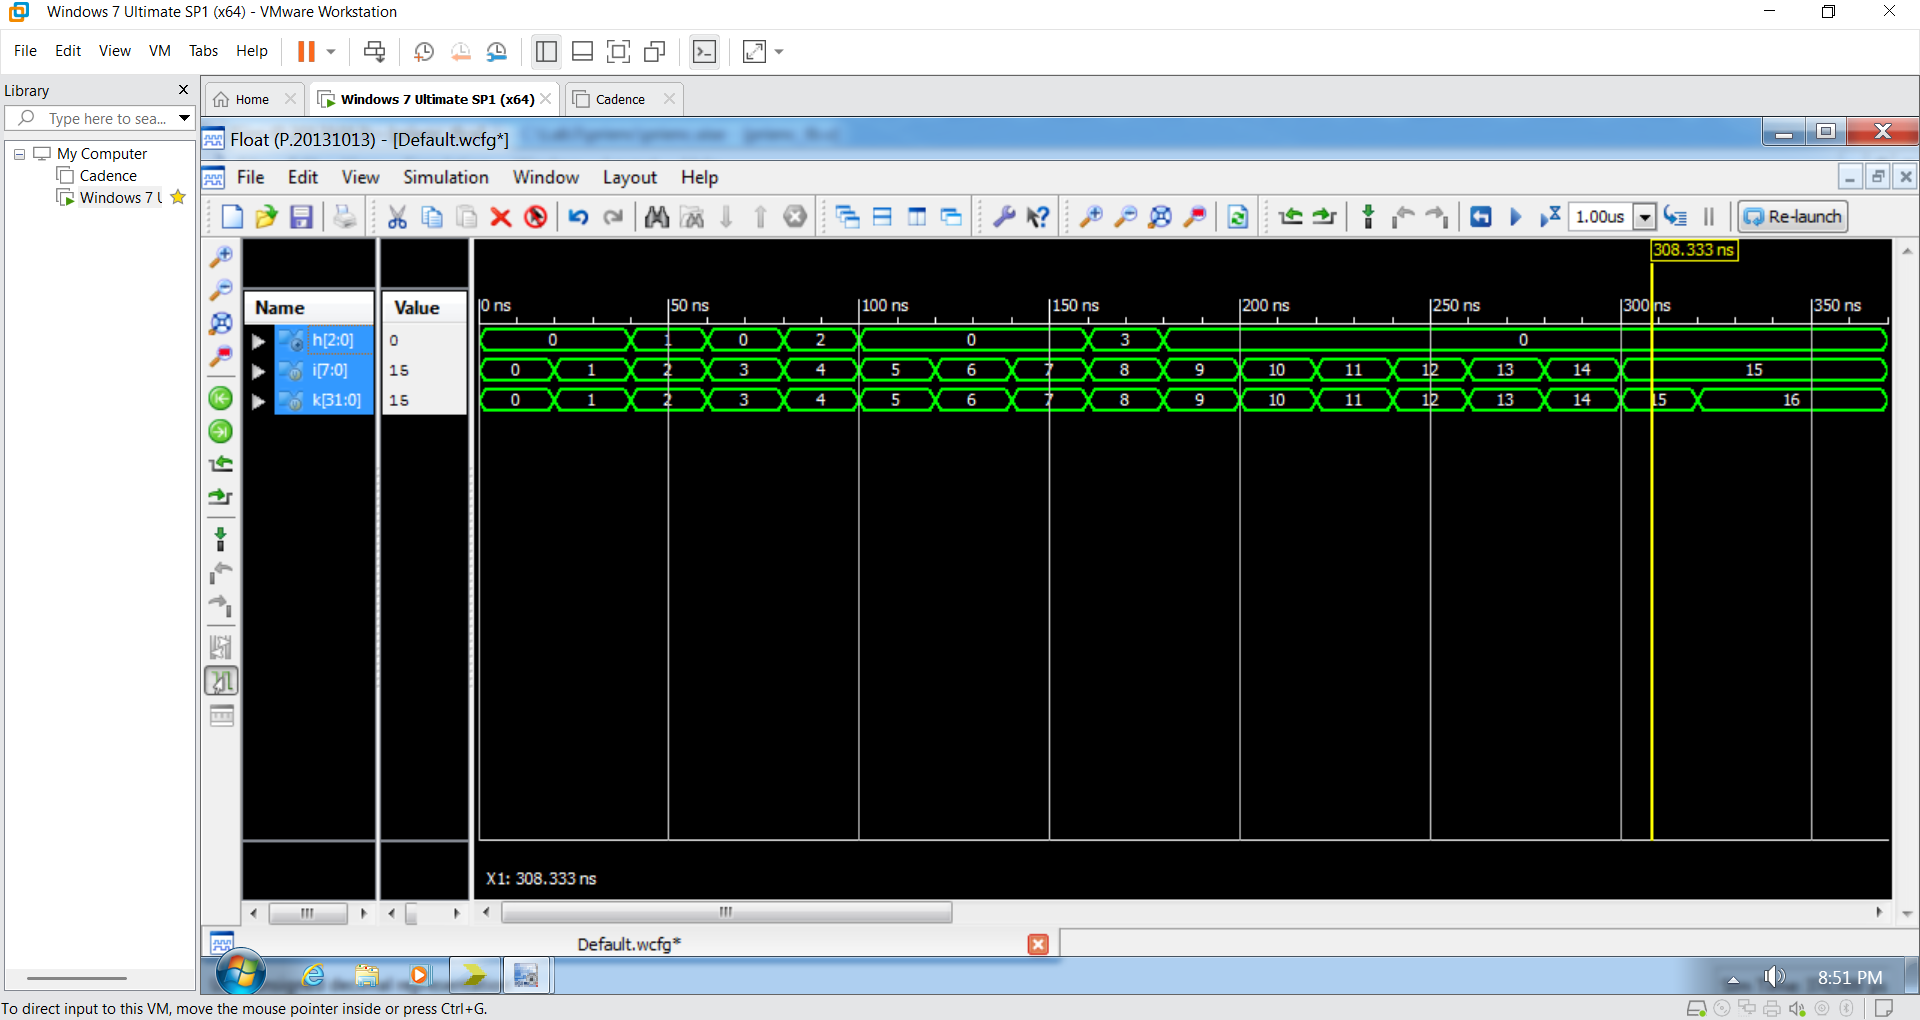 Windows 7 Ultimate SP1 (x64) - VMware Workstation
File Edit View VM Tabs Help
Library
Type here to sea...
My Computer
Cadence
Windows 7 U
Home
Windows 7 Ultimate SP1 (x64)
Cadence
Float (P.20131013) - [Default.wcfg*]
File Edit View Simulation Window Layout Help
1.00us
Re-launch
308.333 ns
Name Value
0 ns 50 ns 100 ns 150 ns 200 ns 250 ns 300 ns 350 ns
h[2:0] 0 0 1 0 2 0 3 0
i[7:0] 15 0 1 2 3 4 5 6 7 8 9 10 11 12 13 14 15
k[31:0] 15 0 1 2 3 4 5 6 7 8 9 10 11 12 13 14 15 16
X1: 308.333 ns
Default.wcfg*
8:51 PM
To direct input to this VM, move the mouse pointer inside or press Ctrl+G.